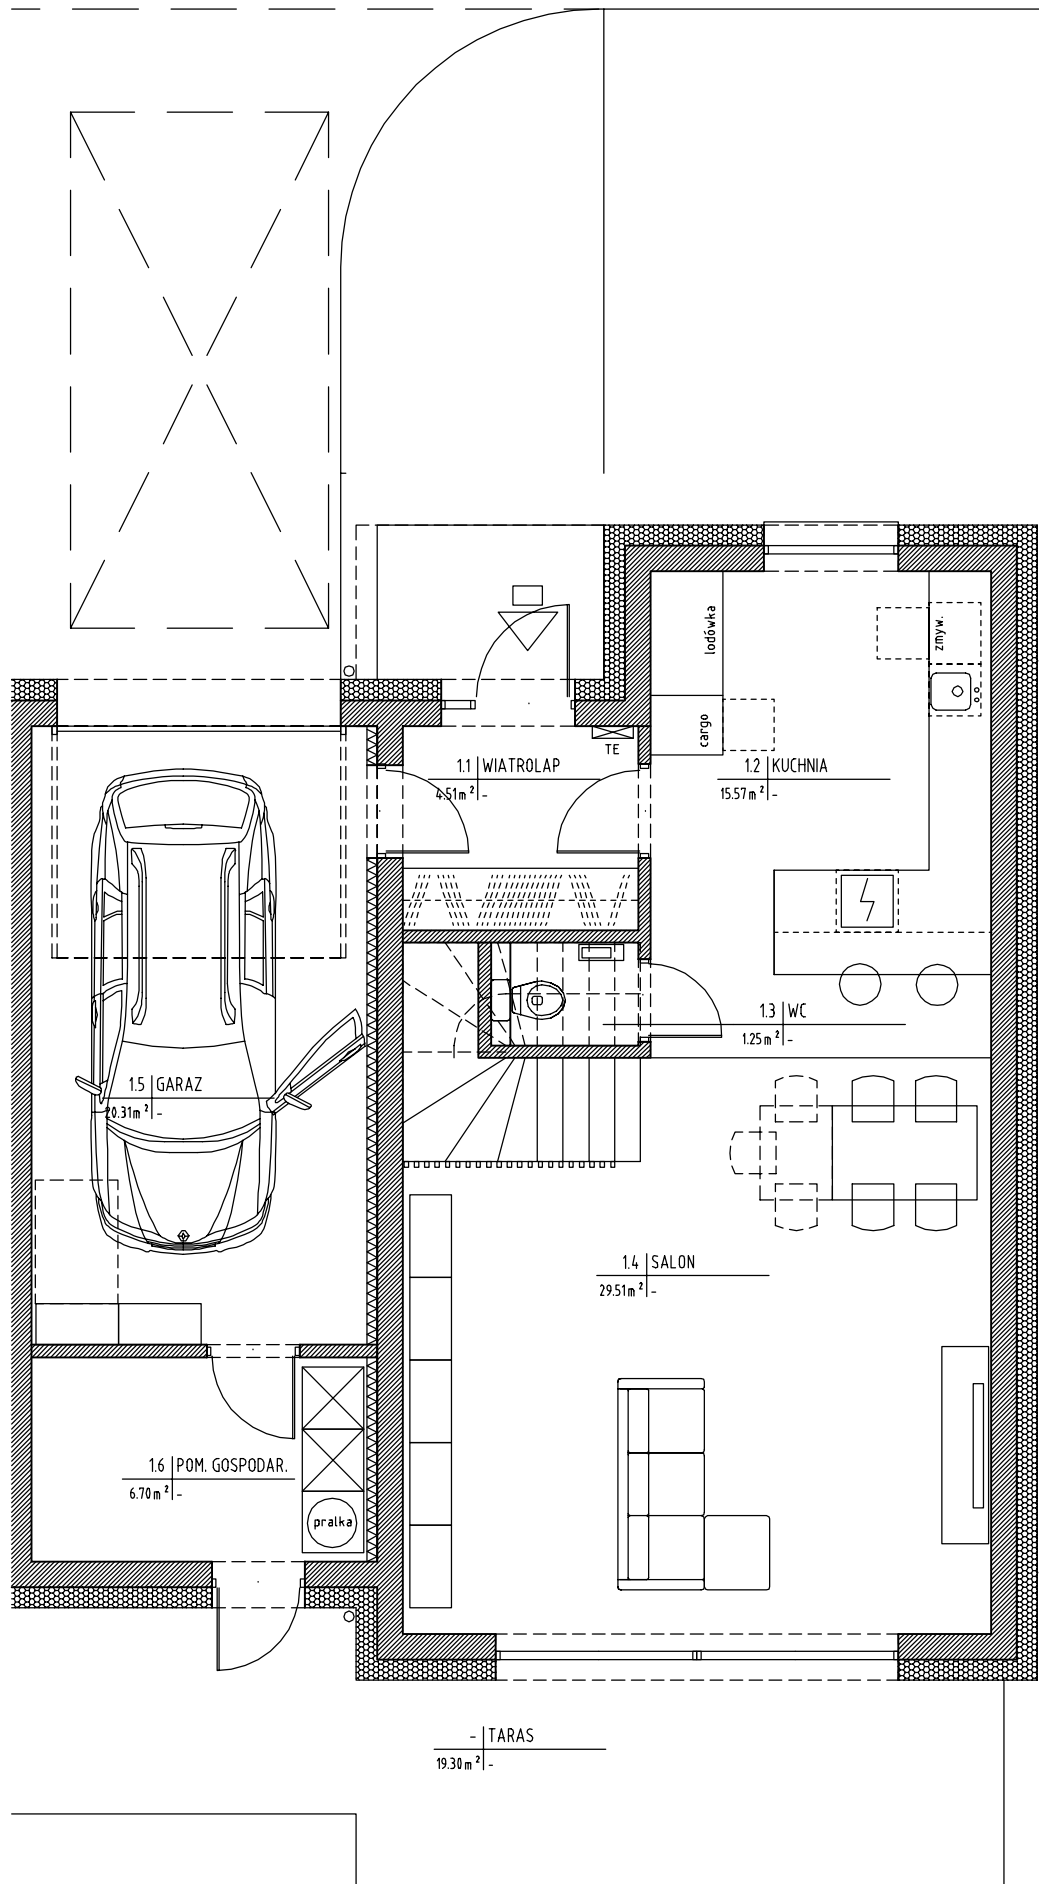 lodówka
zmyw.
cargo
TE
1.1 WIATROLAP
4.51m² -
1.2 KUCHNIA
15.57m² -
1.3 WC
1.25m² -
1.5 GARAZ
20.31m² -
1.4 SALON
29.51m² -
1.6 POM. GOSPODAR.
6.70m² -
pralka
- TARAS
19.30m² -